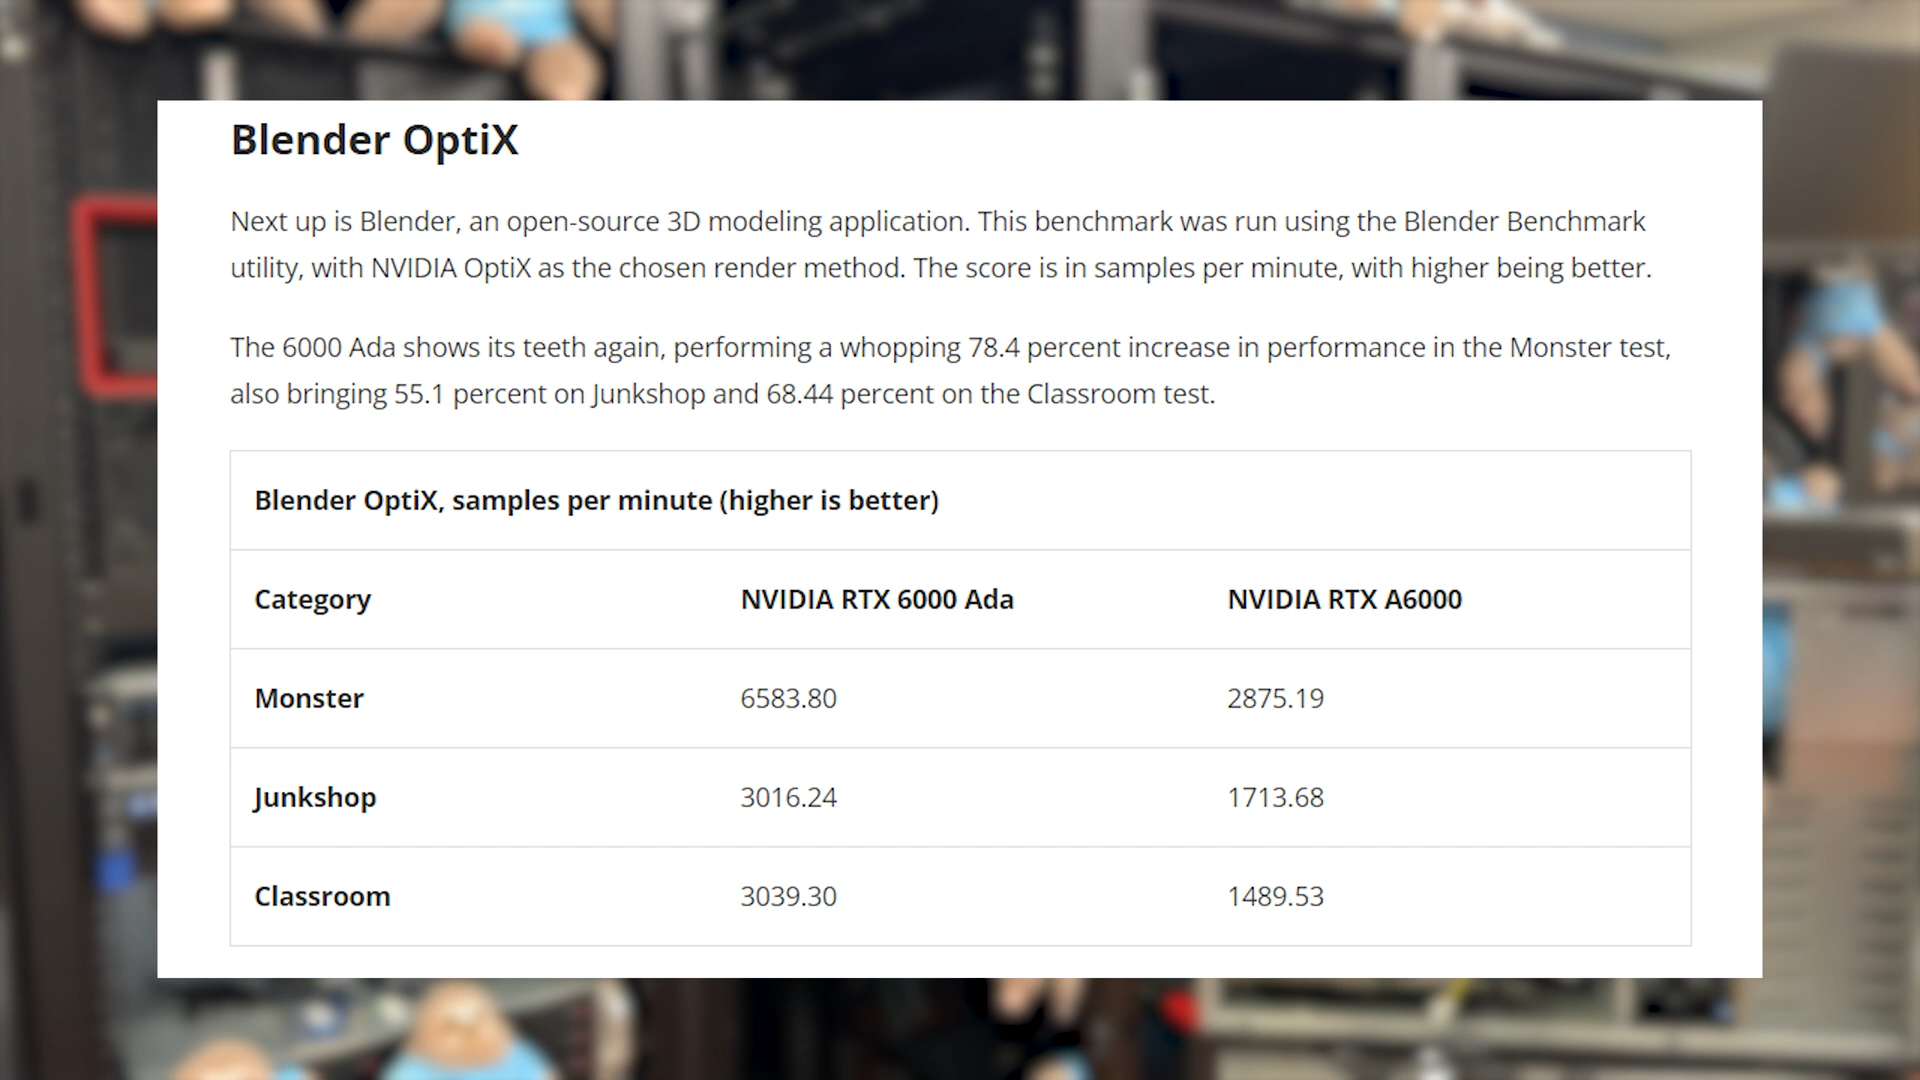 Blender OptiX
Next up is Blender, an open-source 3D modeling application. This benchmark was run using the Blender Benchmark
utility, with NVIDIA OptiX as the chosen render method. The score is in samples per minute, with higher being better.
The 6000 Ada shows its teeth again, performing a whopping 78.4 percent increase in performance in the Monster test,
also bringing 55.1 percent on Junkshop and 68.44 percent on the Classroom test.
Blender OptiX, samples per minute (higher is better)
Category NVIDIA RTX 6000 Ada NVIDIA RTX A6000
Monster 6583.80 2875.19
Junkshop 3016.24 1713.68
Classroom 3039.30 1489.53